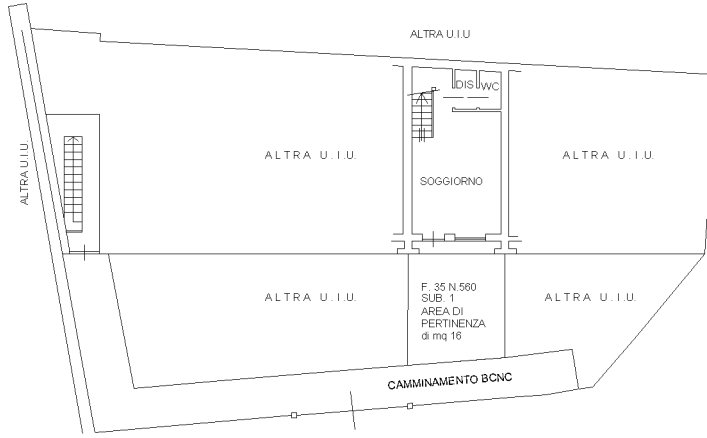 ALTRA U.I.U
DIS
WC
ALTRA U.I.U.
ALTRA U.I.U.
ALTRA U.I.U.
SOGGIORNO
ALTRA U.I.U.
F. 35 N.560
SUB. 1
AREA DI
PERTINENZA
di mq 16
ALTRA U.I.U.
CAMMINAMENTO BCNC